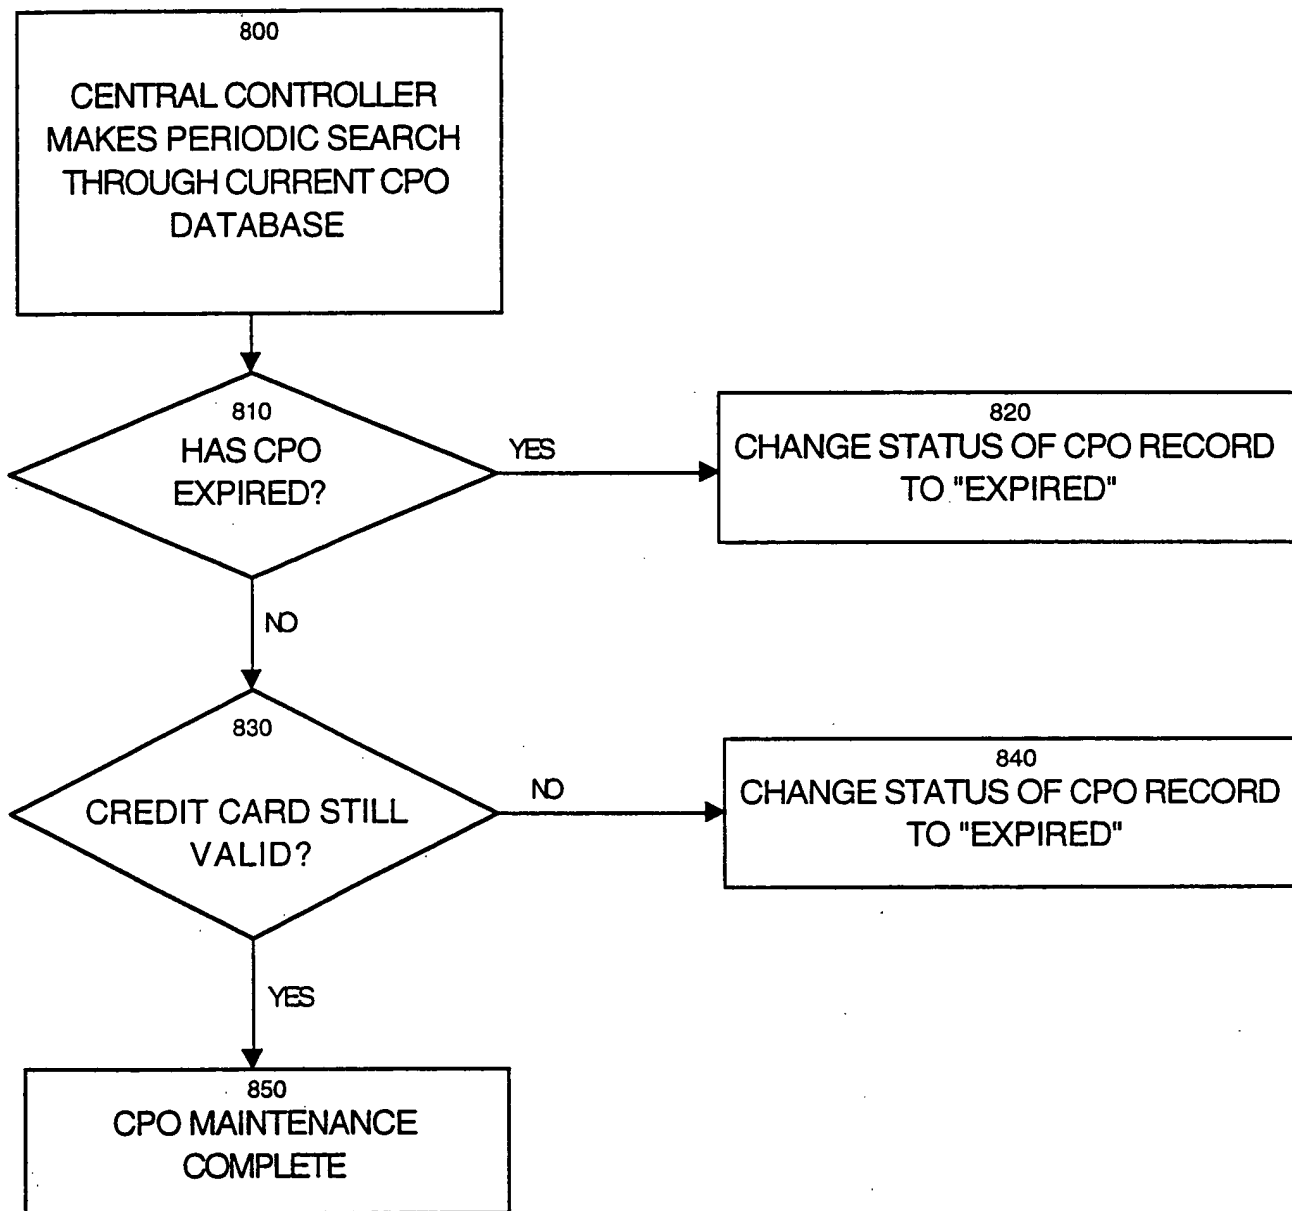 800
CENTRAL CONTROLLER
MAKES PERIODIC SEARCH
THROUGH CURRENT CPO
DATABASE
810
HAS CPO
EXPIRED?
YES
820
CHANGE STATUS OF CPO RECORD
TO "EXPIRED"
NO
830
CREDIT CARD STILL
VALID?
NO
840
CHANGE STATUS OF CPO RECORD
TO "EXPIRED"
YES
850
CPO MAINTENANCE
COMPLETE